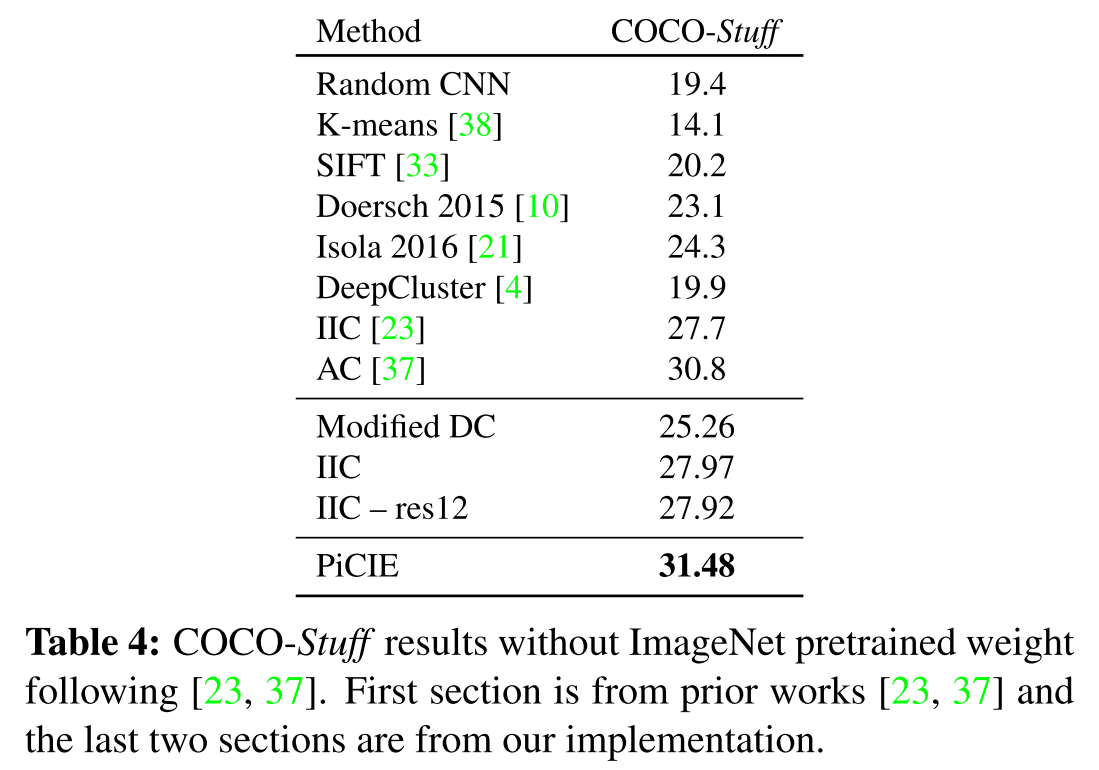 Method COCO-Stuff
Random CNN 19.4
K-means [38] 14.1
SIFT [33] 20.2
Doersch 2015 [10] 23.1
Isola 2016 [21] 24.3
DeepCluster [4] 19.9
IIC [23] 27.7
AC [37] 30.8
Modified DC 25.26
IIC 27.97
IIC – res12 27.92
PiCIE 31.48
Table 4: COCO-Stuff results without ImageNet pretrained weight
following [23, 37]. First section is from prior works [23, 37] and
the last two sections are from our implementation.